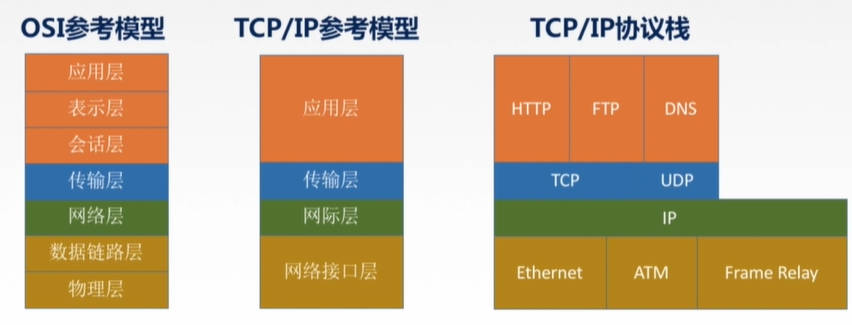 OSI参考模型
应用层
表示层
会话层
传输层
网络层
数据链路层
物理层
TCP/IP参考模型
应用层
传输层
网际层
网络接口层
TCP/IP协议栈
HTTP FTP DNS
TCP UDP
IP
Ethernet ATM Frame Relay